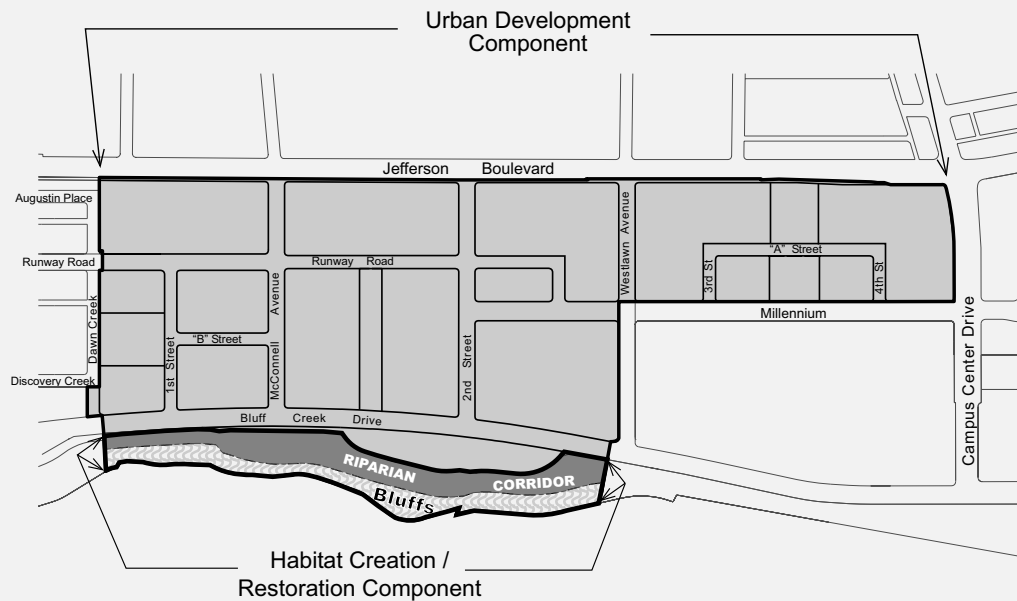 Urban Development
Component
Jefferson Boulevard
Augustin Place
Runway Road
Dawn Creek
Discovery Creek
Runway Road
Avenue
McConnell
1st Street
"B" Street
2nd Street
Westlawn Avenue
"A" Street
3rd St
4th St
Millennium
Campus Center Drive
Bluff Creek Drive
RIPARIAN
CORRIDOR
Bluffs
Habitat Creation /
Restoration Component